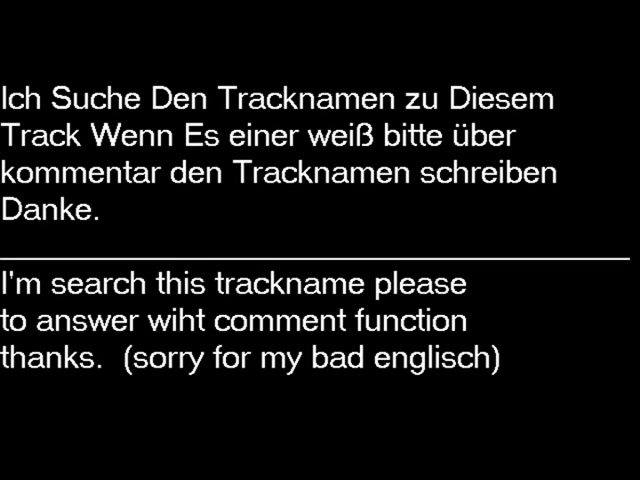 Ich Suche Den Tracknamen zu Diesem
Track Wenn Es einer weiß bitte über
kommentar den Tracknamen schreiben
Danke.
I'm search this trackname please
to answer wiht comment function
thanks.  (sorry for my bad englisch)